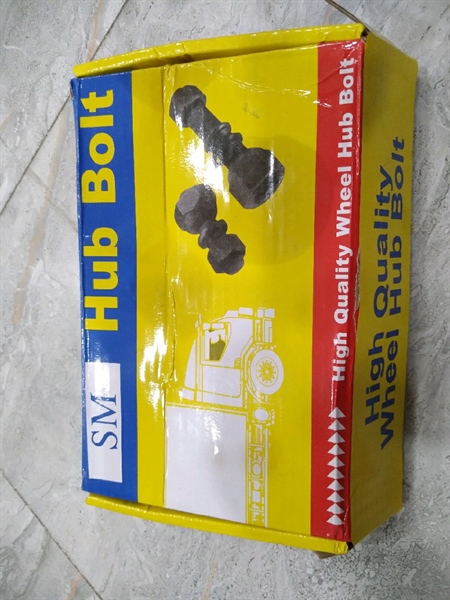 SM Hub Bolt
High Quality Wheel Hub Bolt
High Quality
Wheel Hub Bolt